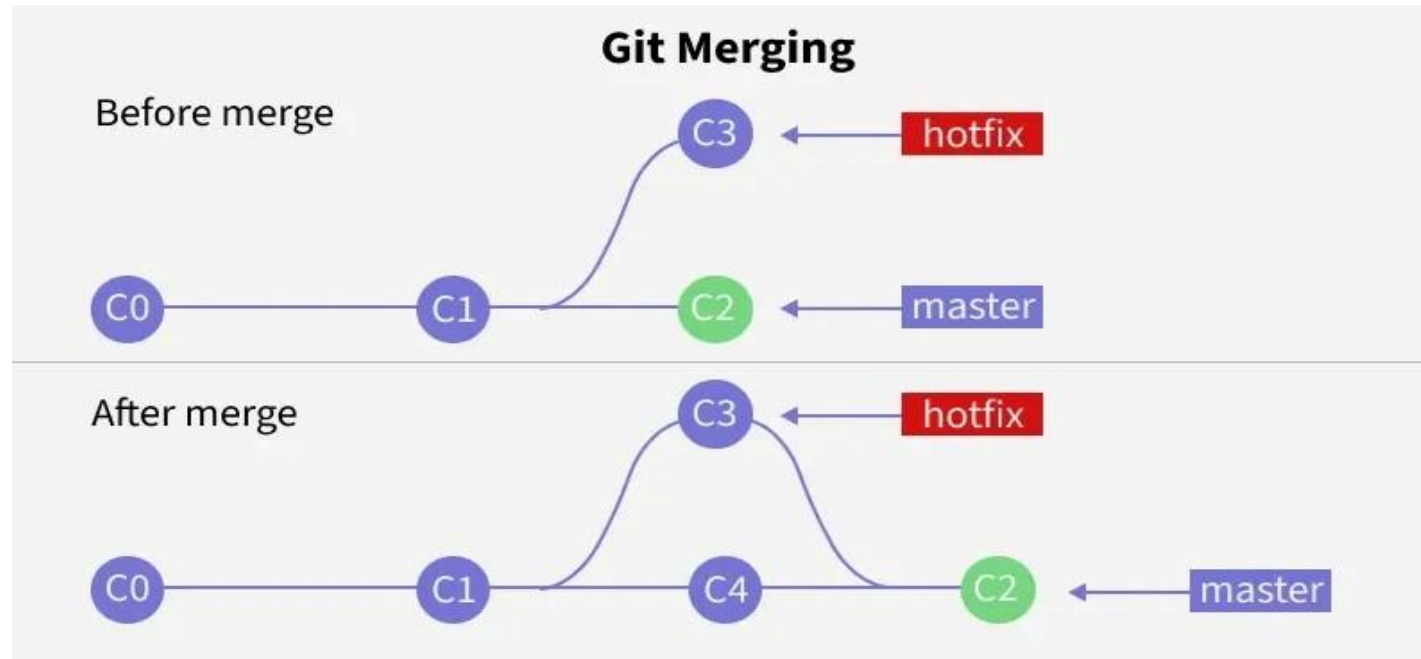 Git Merging
Before merge
C3
hotfix
C0
C1
C2
master
After merge
C3
hotfix
C0
C1
C4
C2
master